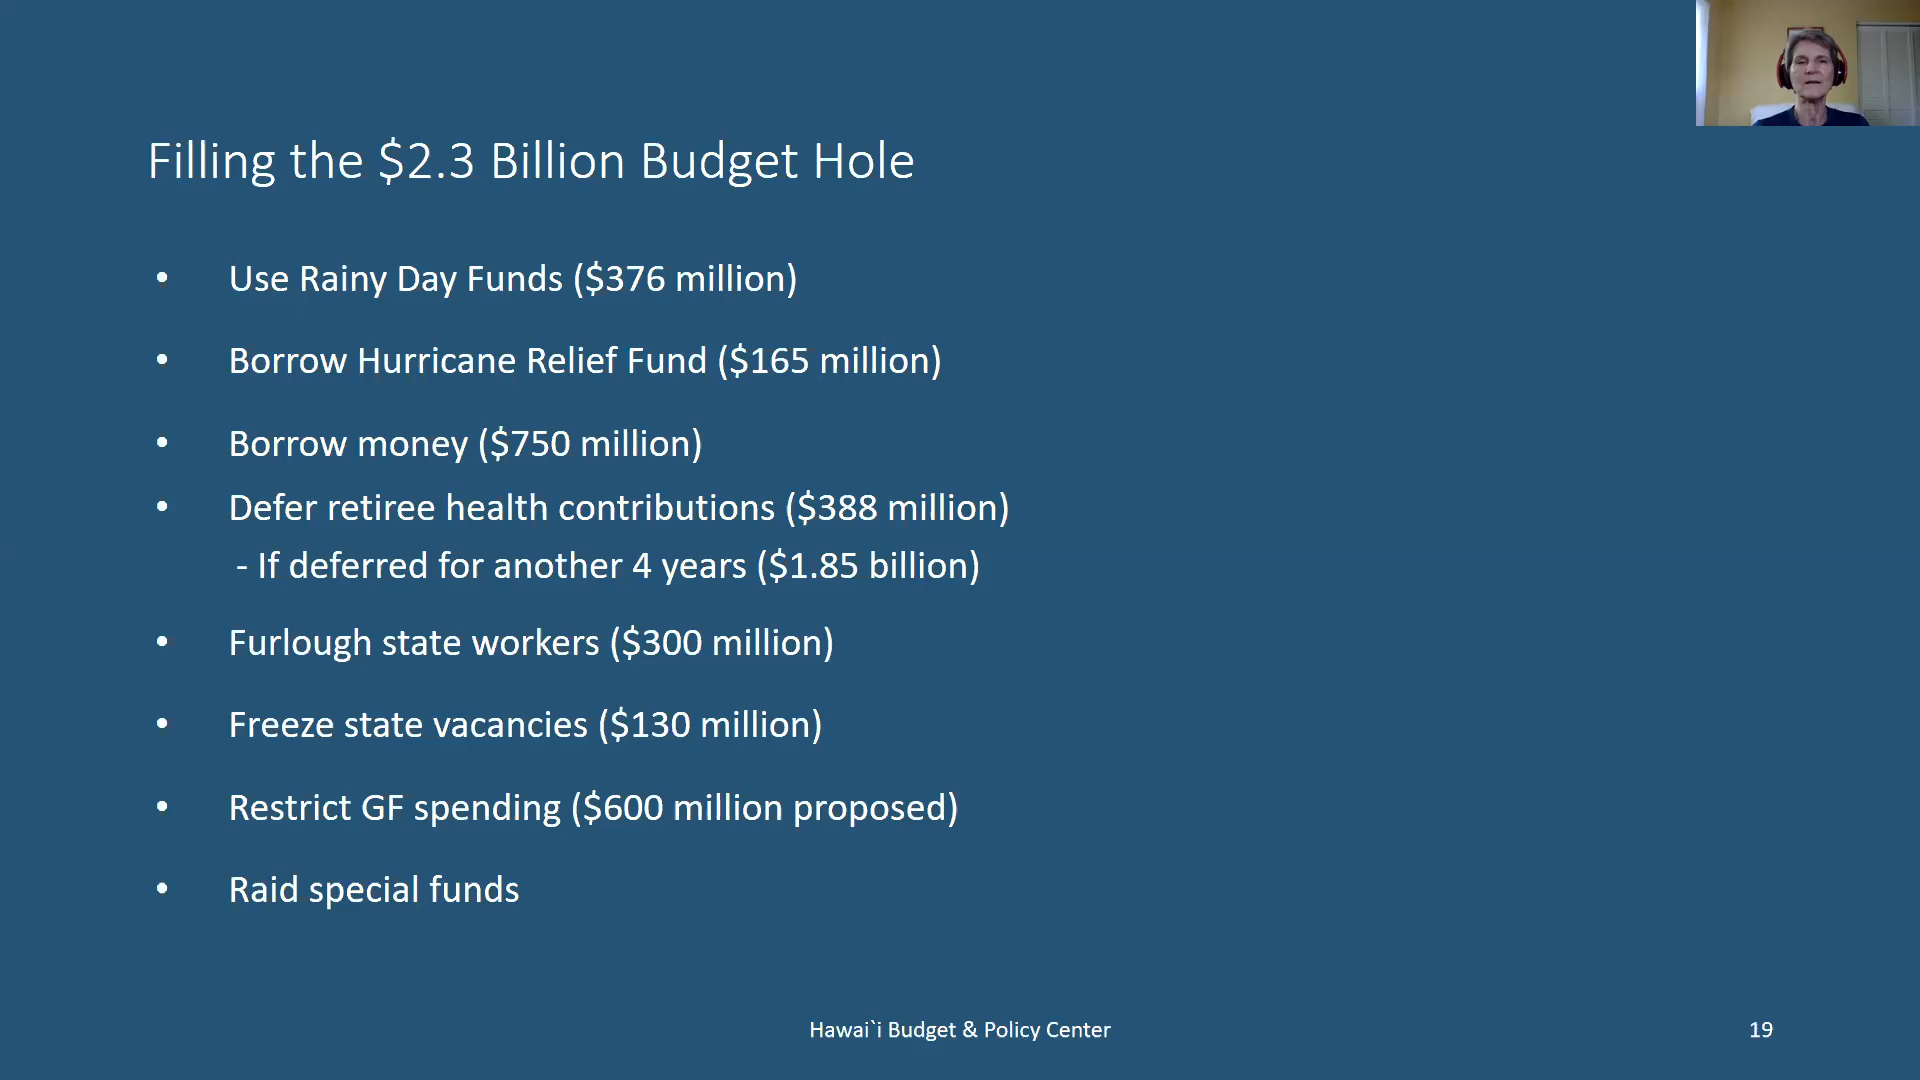 Filling the $2.3 Billion Budget Hole
• Use Rainy Day Funds ($376 million)
• Borrow Hurricane Relief Fund ($165 million)
• Borrow money ($750 million)
• Defer retiree health contributions ($388 million)
- If deferred for another 4 years ($1.85 billion)
• Furlough state workers ($300 million)
• Freeze state vacancies ($130 million)
• Restrict GF spending ($600 million proposed)
• Raid special funds
Hawai`i Budget & Policy Center
19